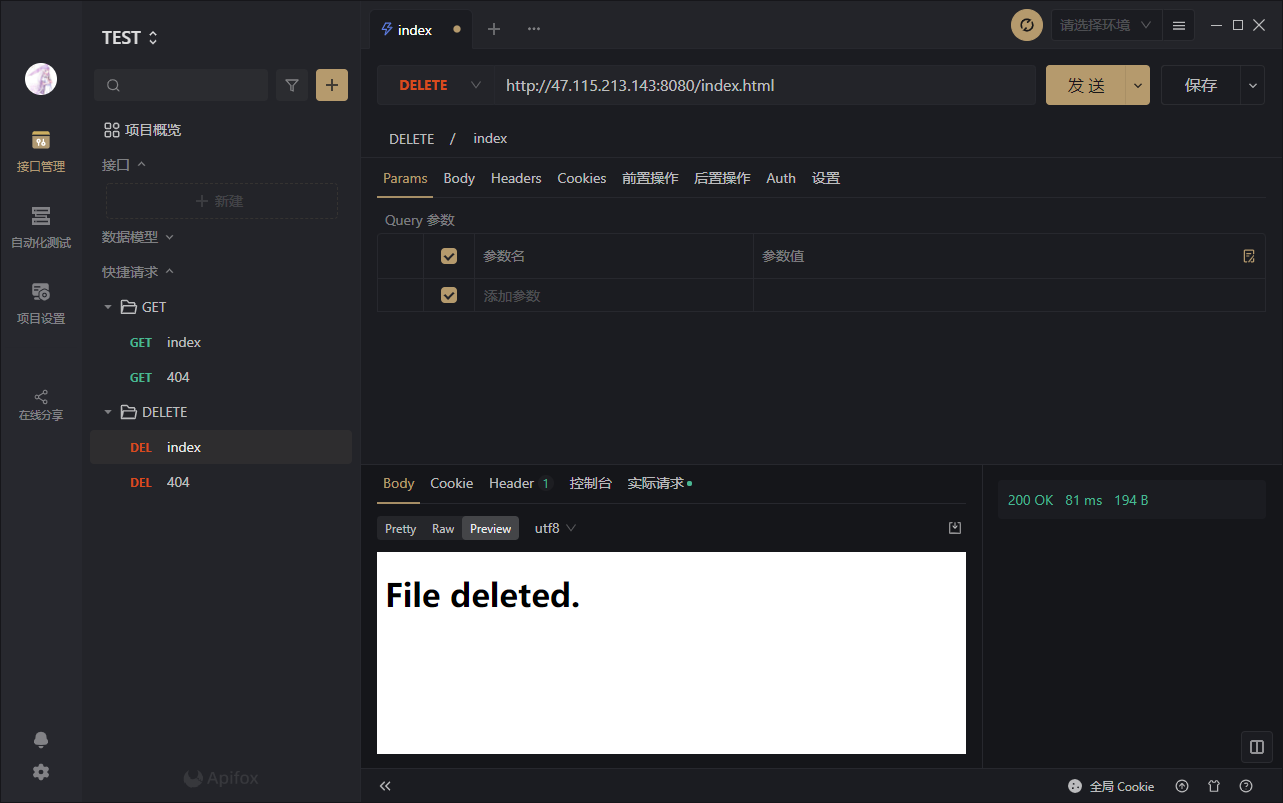 TEST
接口管理
自动化测试
项目设置
在线分享
项目概览
接口
新建
数据模型
快捷请求
GET
GET index
GET 404
DELETE
DEL index
DEL 404
Apifox
index
请选择环境
DELETE http://47.115.213.143:8080/index.html
发 送
保存
DELETE / index
Params Body Headers Cookies 前置操作 后置操作 Auth 设置
Query 参数
参数名 参数值
添加参数
Body Cookie Header 1 控制台 实际请求
Pretty Raw Preview utf8
File deleted.
200 OK 81 ms 194 B
全局 Cookie